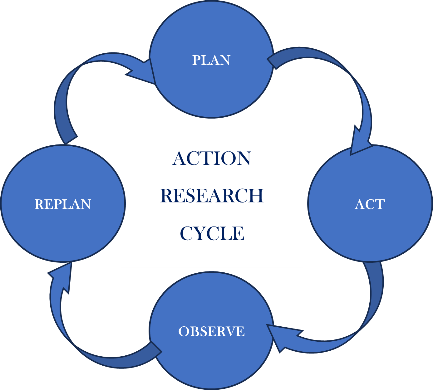 PLAN
ACTION
RESEARCH
CYCLE
REPLAN
ACT
OBSERVE